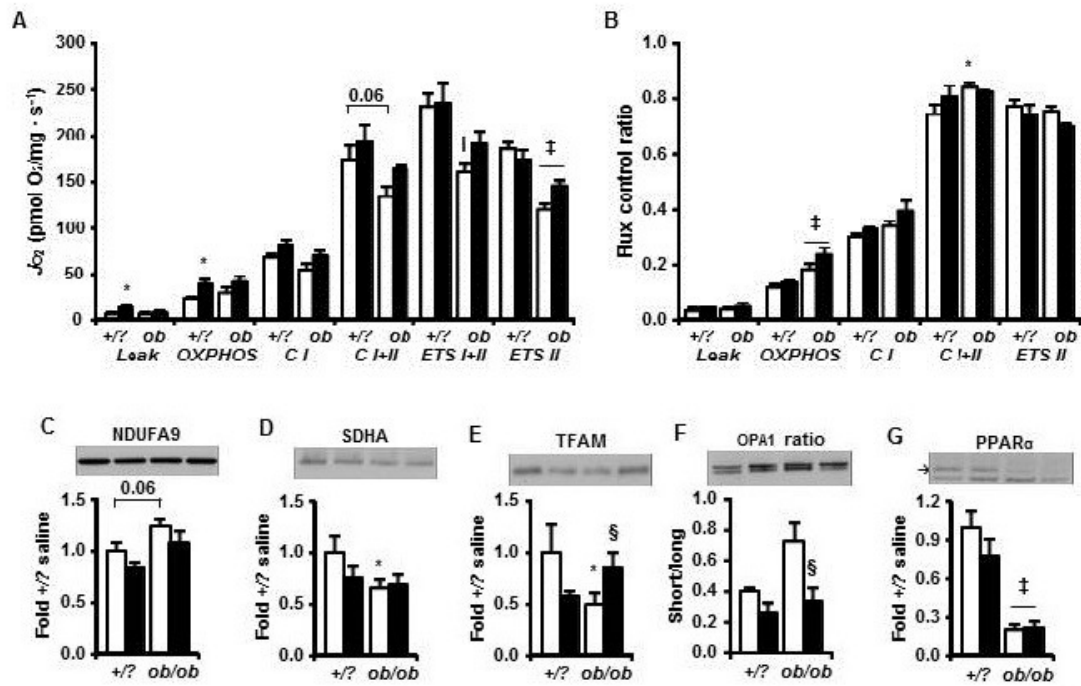 A
300
250
200
150
100
50
0
JO₂ (pmol O₂/mg · s⁻¹)
*
*
0.06
‡
+/? ob +/? ob +/? ob +/? ob +/? ob +/? ob
Leak OXPHOS C I C I+II ETS I+II ETS II
B
1.0
0.8
0.6
0.4
0.2
0.0
Flux control ratio
‡
*
+/? ob +/? ob +/? ob +/? ob +/? ob
Leak OXPHOS C I C I+II ETS II
C
NDUFA9
0.06
1.5
1.0
0.5
0.0
Fold +/? saline
+/? ob/ob
D
SDHA
1.5
1.0
0.5
0.0
Fold +/? saline
*
+/? ob/ob
E
TFAM
1.5
1.0
0.5
0.0
Fold +/? saline
*
§
+/? ob/ob
F
OPA1 ratio
1.0
0.8
0.6
0.4
0.2
0.0
Short/long
§
+/? ob/ob
G
PPARα
→
1.2
0.9
0.6
0.3
0.0
Fold +/? saline
‡
+/? ob/ob